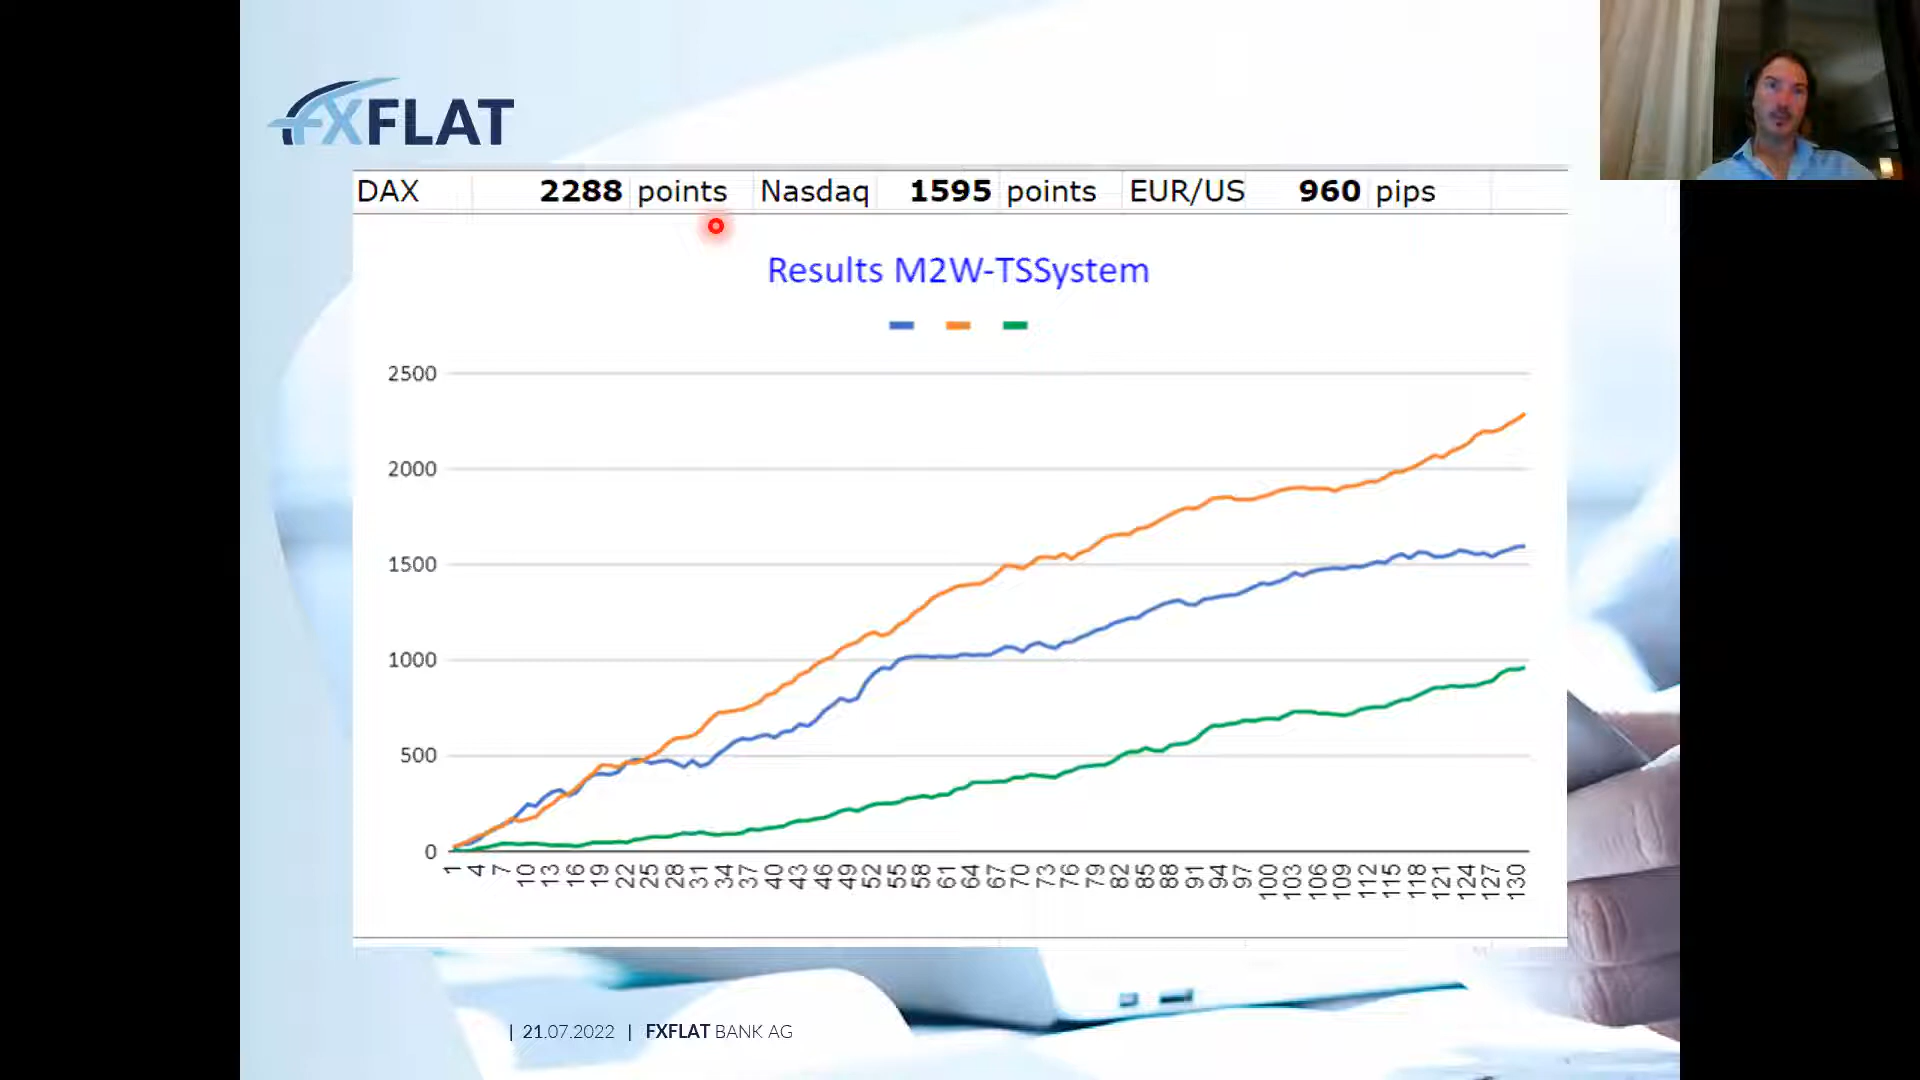 FXFLAT
DAX 2288 points Nasdaq 1595 points EUR/US 960 pips
Results M2W-TSSystem
2500
2000
1500
1000
500
0
1 4 7 10 13 16 19 22 25 28 31 34 37 40 43 46 49 52 55 58 61 64 67 70 73 76 79 82 85 88 91 94 97 100 103 106 109 112 115 118 121 124 127 130
| 21.07.2022 | FXFLAT BANK AG